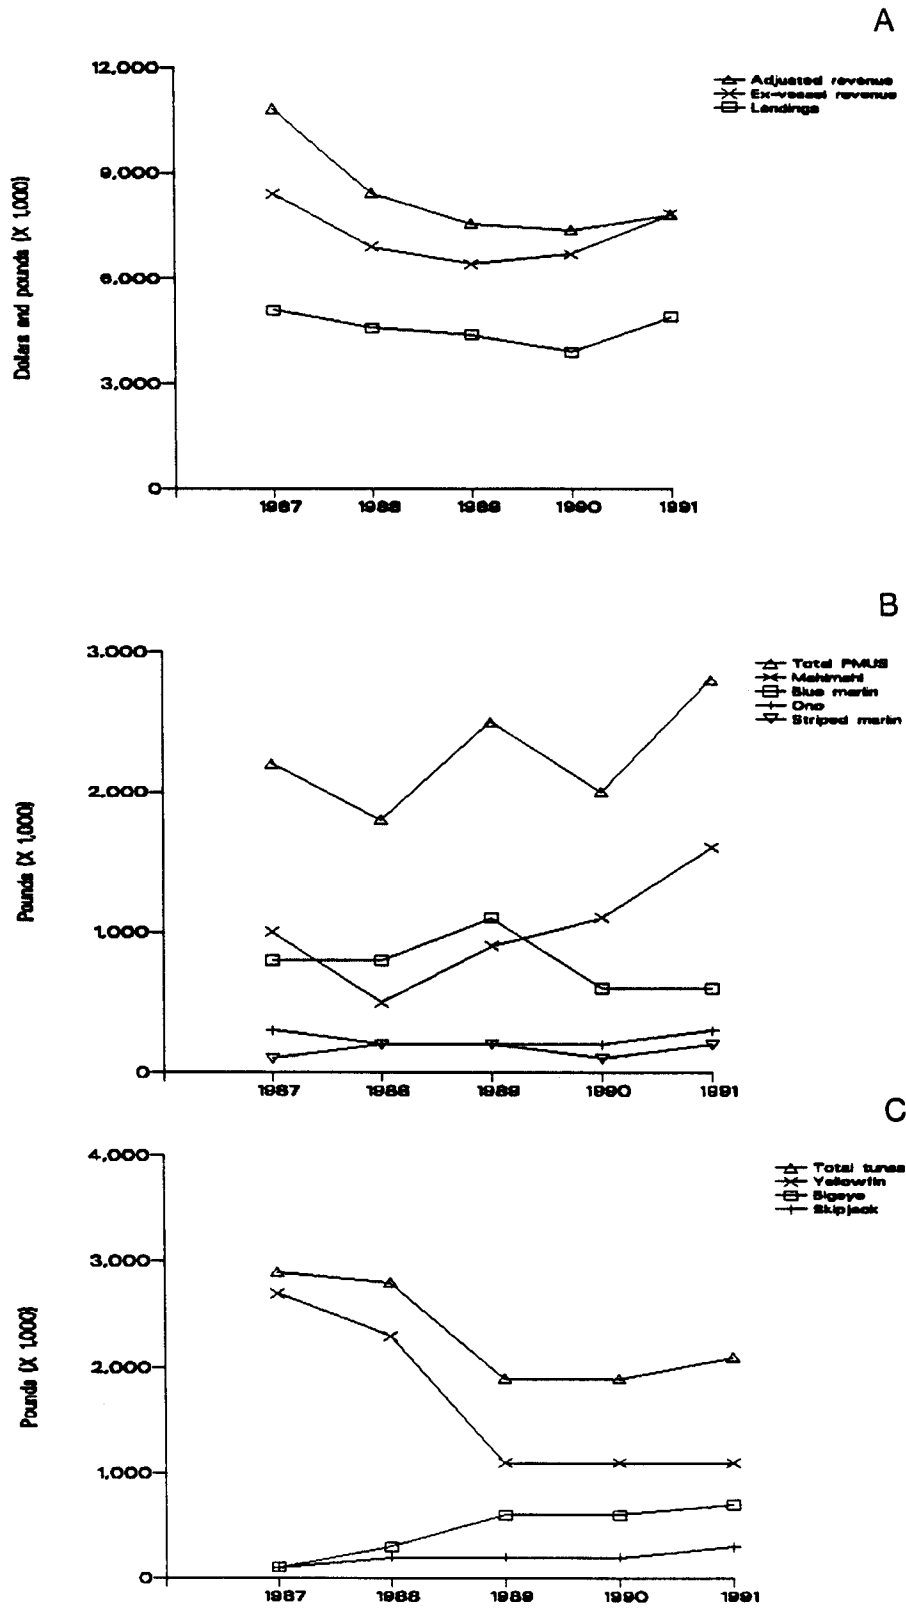 A
12,000
9,000
6,000
3,000
0
Dollars and pounds (X 1,000)
1987
1988
1989
1990
1991
Adjusted revenue
Ex-vessel revenue
Landings
B
3,000
2,000
1,000
0
Pounds (X 1,000)
1987
1988
1989
1990
1991
Total PMUS
Mahimahi
Blue marlin
Ono
Striped marlin
C
4,000
3,000
2,000
1,000
0
Pounds (X 1,000)
1987
1988
1989
1990
1991
Total tunas
Yellowfin
Bigeye
Skipjack